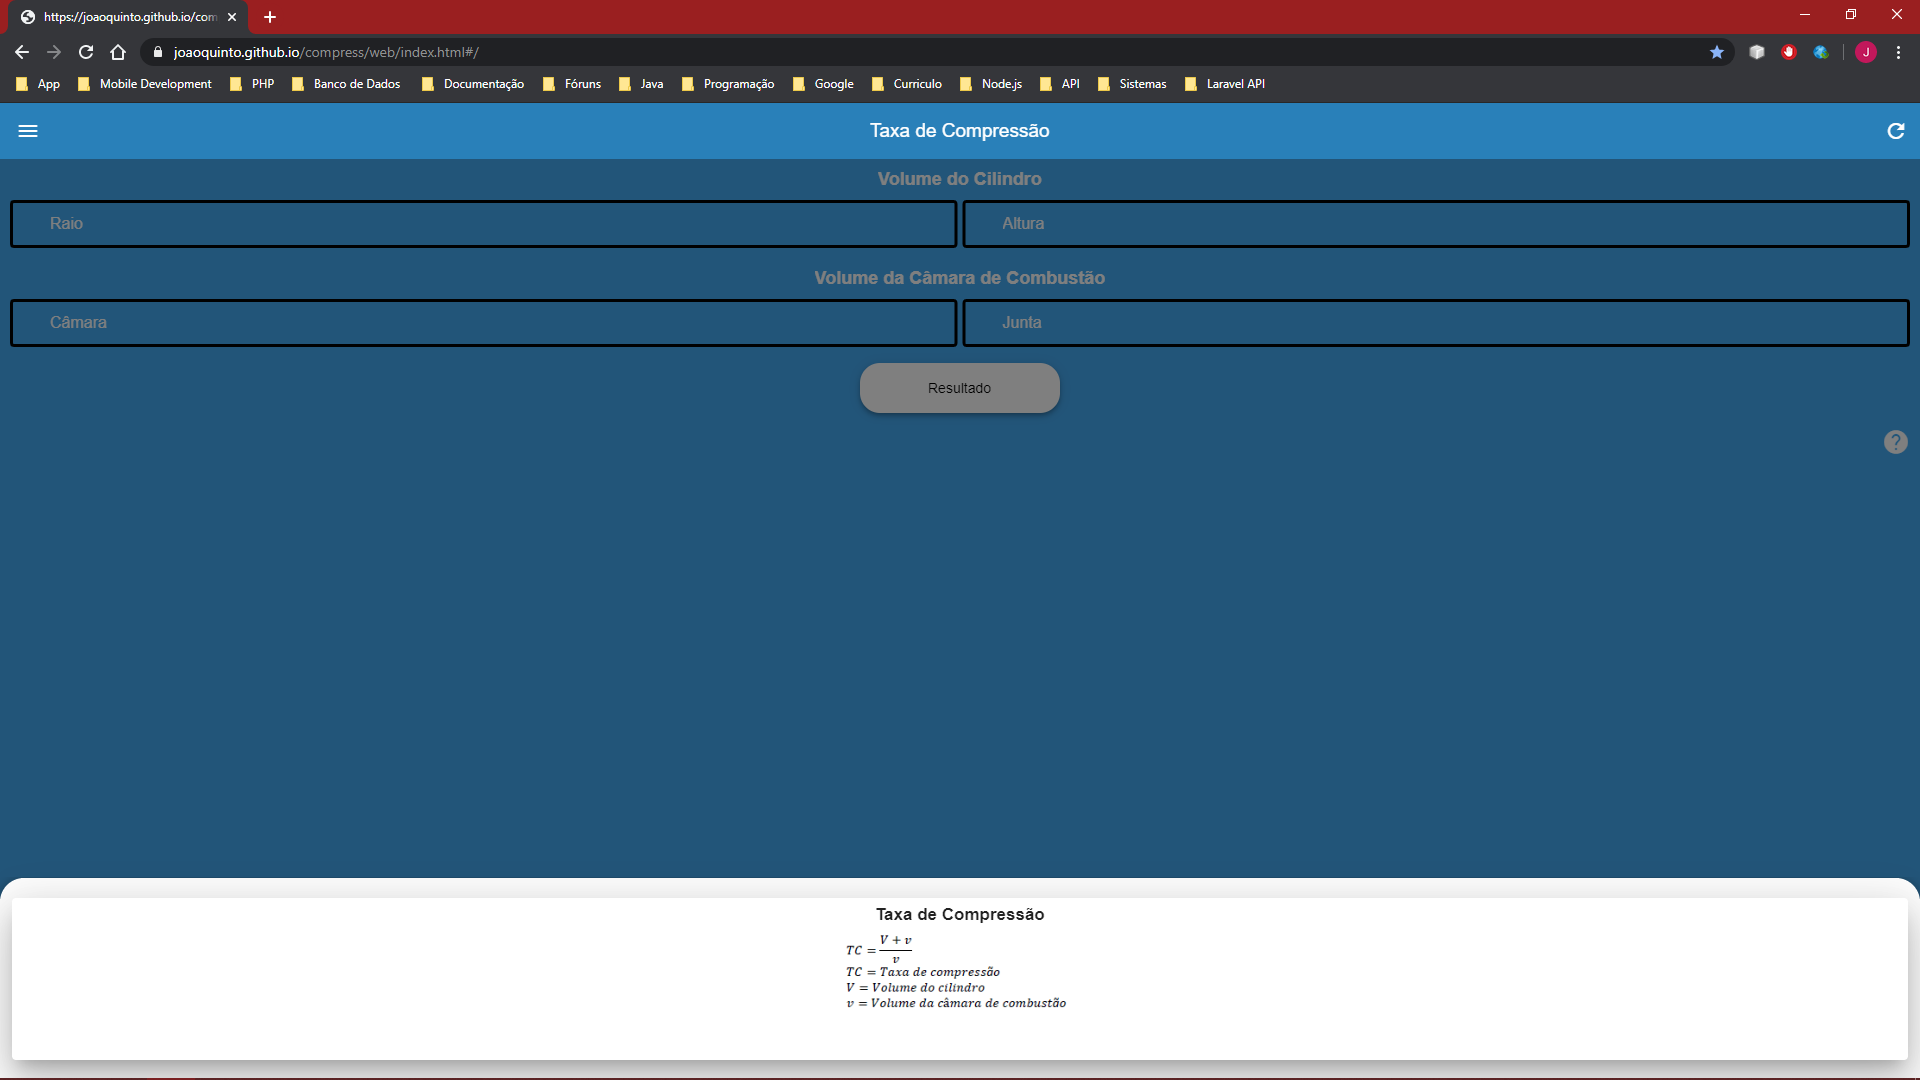 https://joaoquinto.github.io/com
joaoquinto.github.io/compress/web/index.html#/
J
App Mobile Development PHP Banco de Dados Documentação Fóruns Java Programação Google Curriculo Node.js API Sistemas Laravel API
Taxa de Compressão
Volume do Cilindro
Raio Altura
Volume da Câmara de Combustão
Câmara Junta
Resultado
?
Taxa de Compressão
TC = V + v / v
TC = Taxa de compressão
V = Volume do cilindro
v = Volume da câmara de combustão